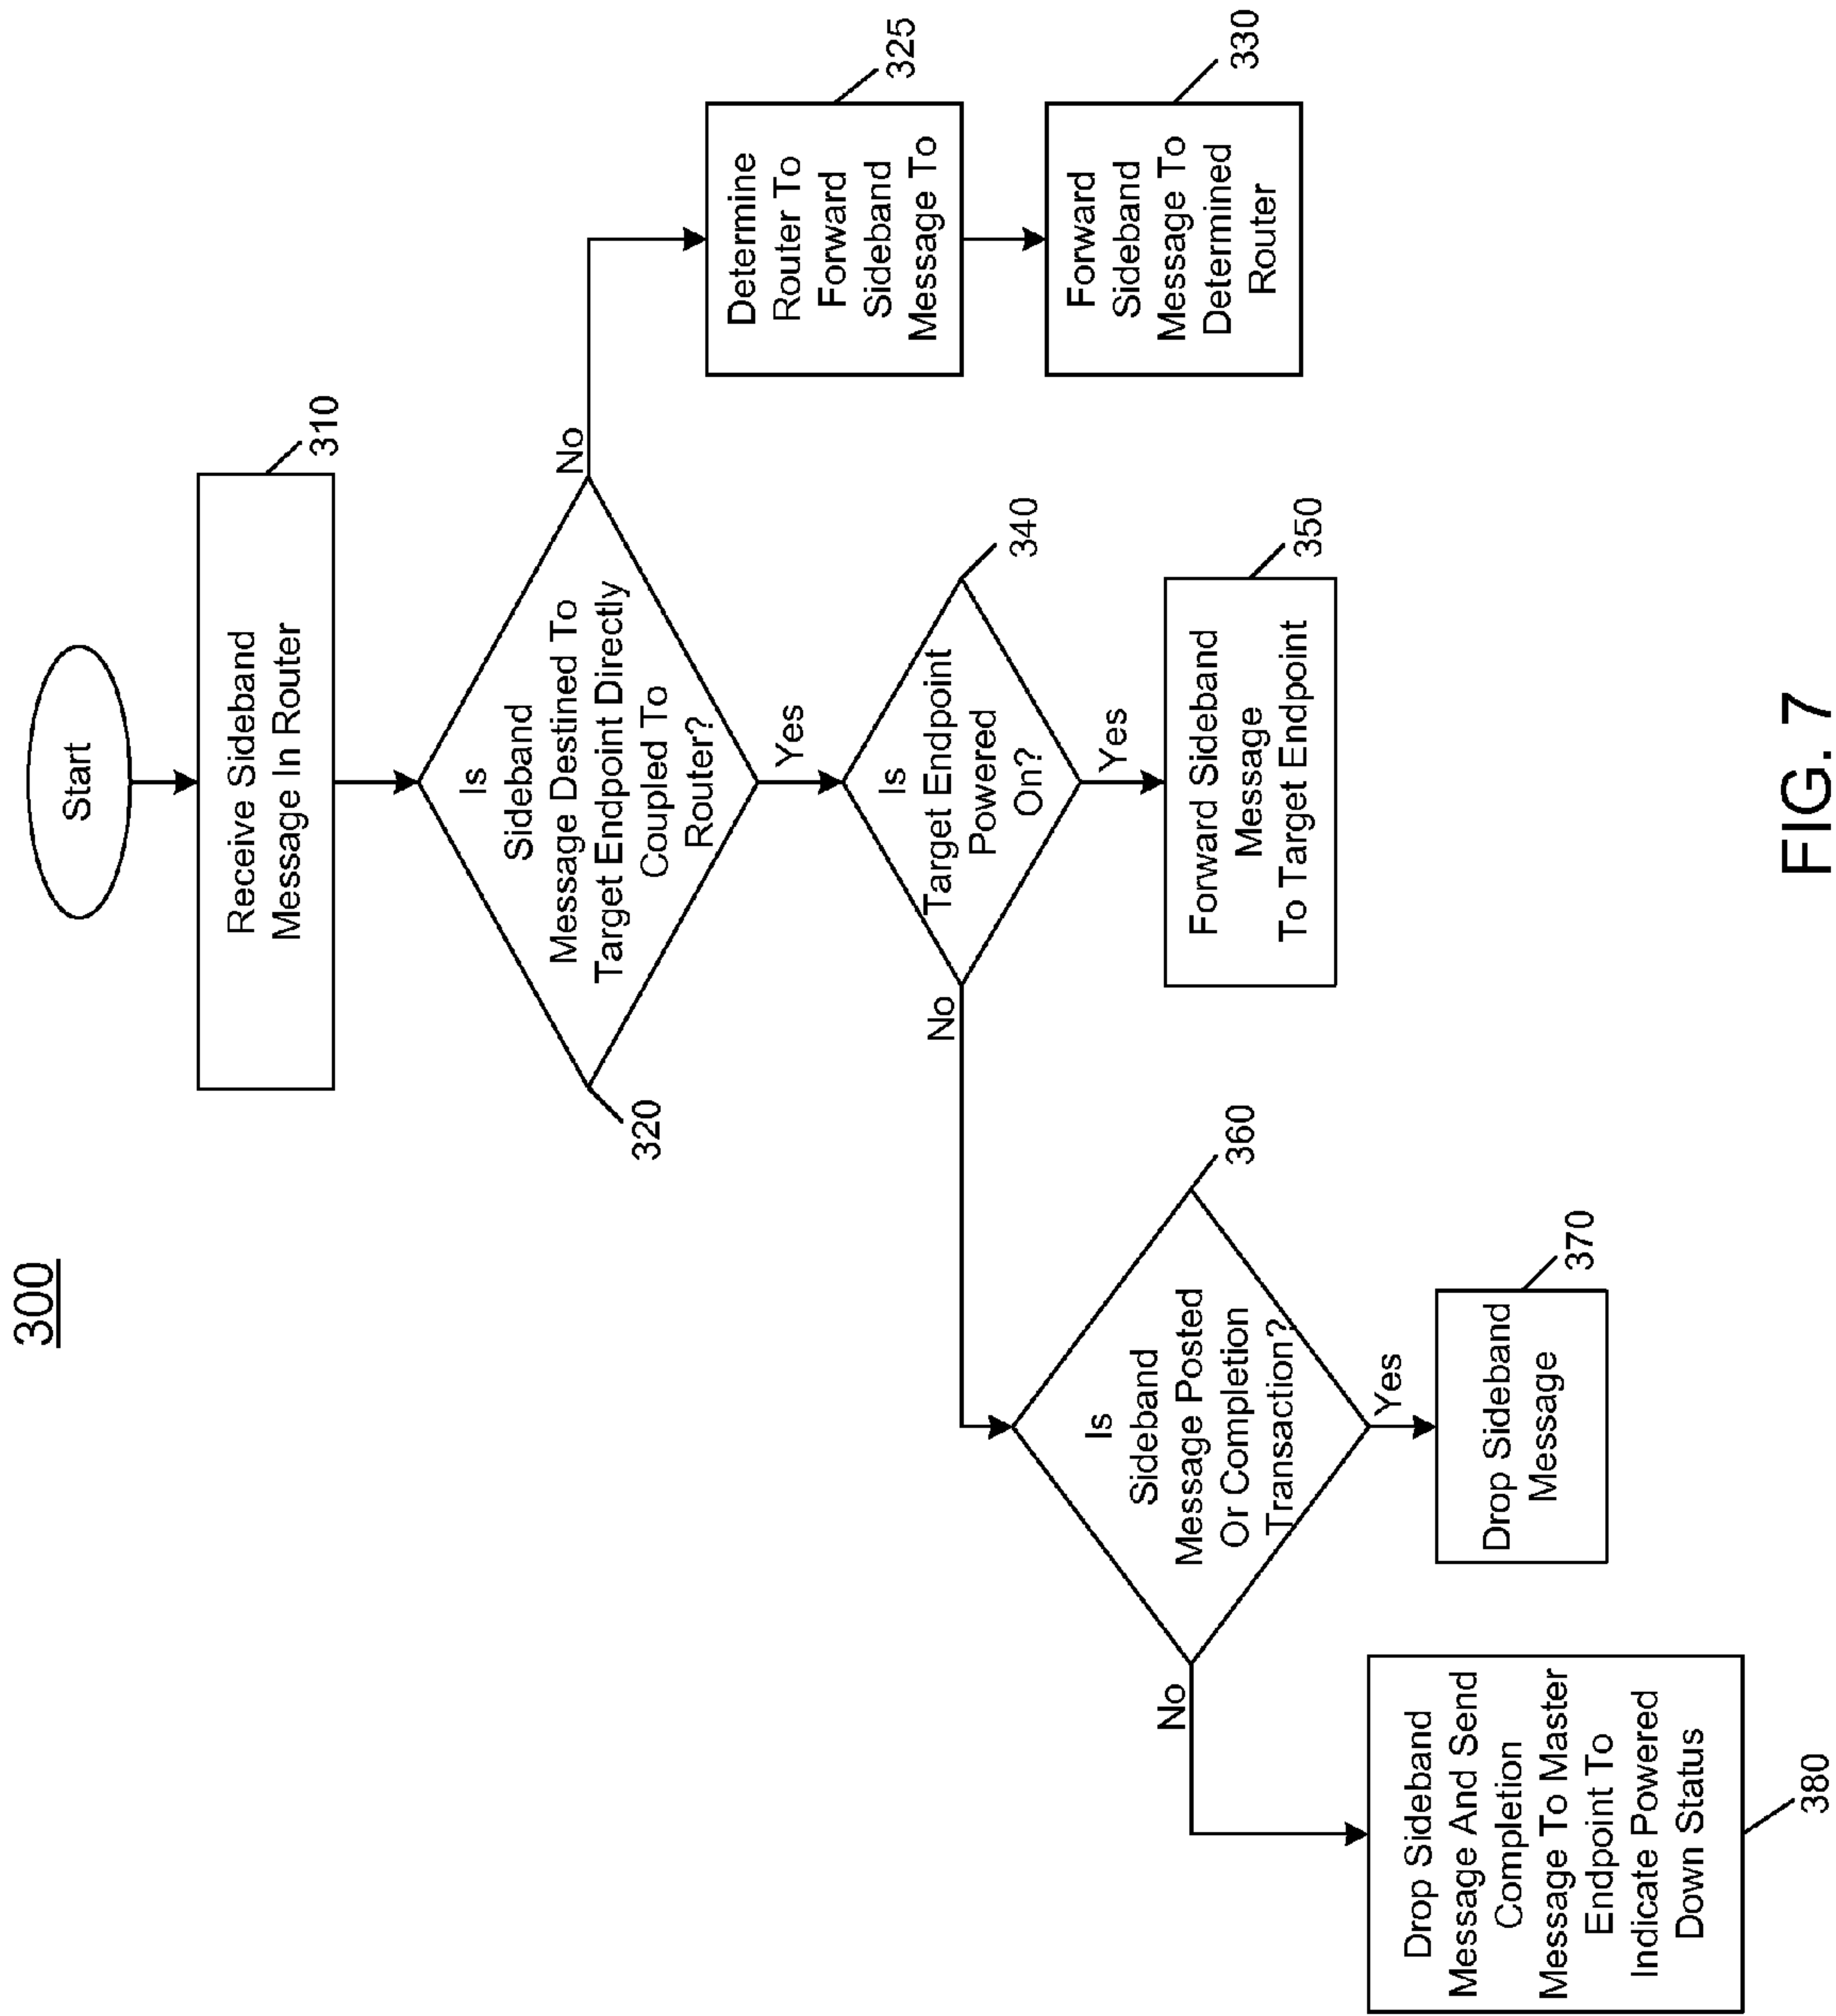 300
Start
Receive Sideband
Message In Router
310
Is
Sideband
Message Destined To
Target Endpoint Directly
Coupled To
Router?
320
No
Yes
Determine
Router To
Forward
Sideband
Message To
325
Forward
Sideband
Message To
Determined
Router
330
Is
Target Endpoint
Powered
On?
340
No
Yes
Forward Sideband
Message
To Target Endpoint
350
Is
Sideband
Message Posted
Or Completion
Transaction?
360
No
Yes
Drop Sideband
Message
370
Drop Sideband
Message And Send
Completion
Message To Master
Endpoint To
Indicate Powered
Down Status
380
FIG. 7